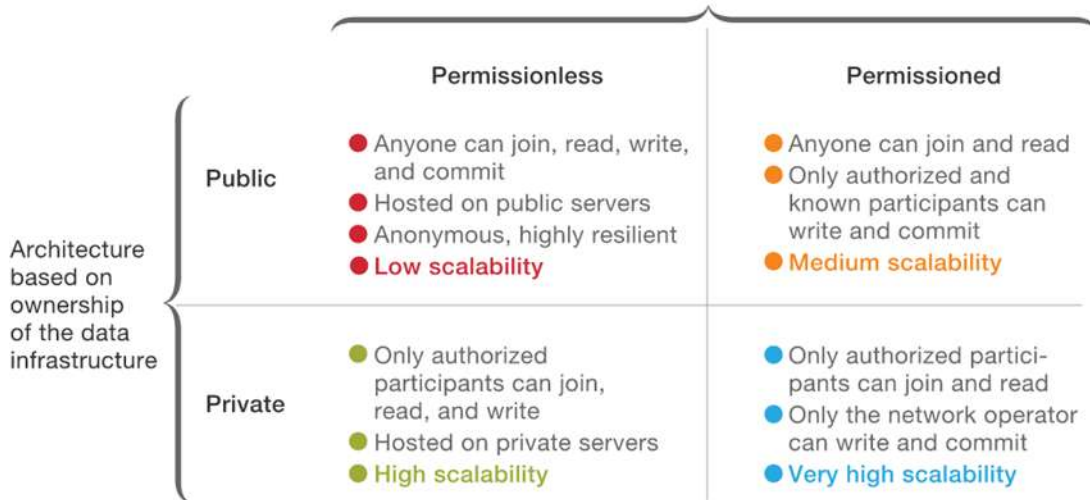 Permissionless
Permissioned
Public
Anyone can join, read, write,
and commit
Hosted on public servers
Anonymous, highly resilient
Low scalability
Anyone can join and read
Only authorized and
known participants can
write and commit
Medium scalability
Architecture
based on
ownership
of the data
infrastructure
Private
Only authorized
participants can join,
read, and write
Hosted on private servers
High scalability
Only authorized partici-
pants can join and read
Only the network operator
can write and commit
Very high scalability